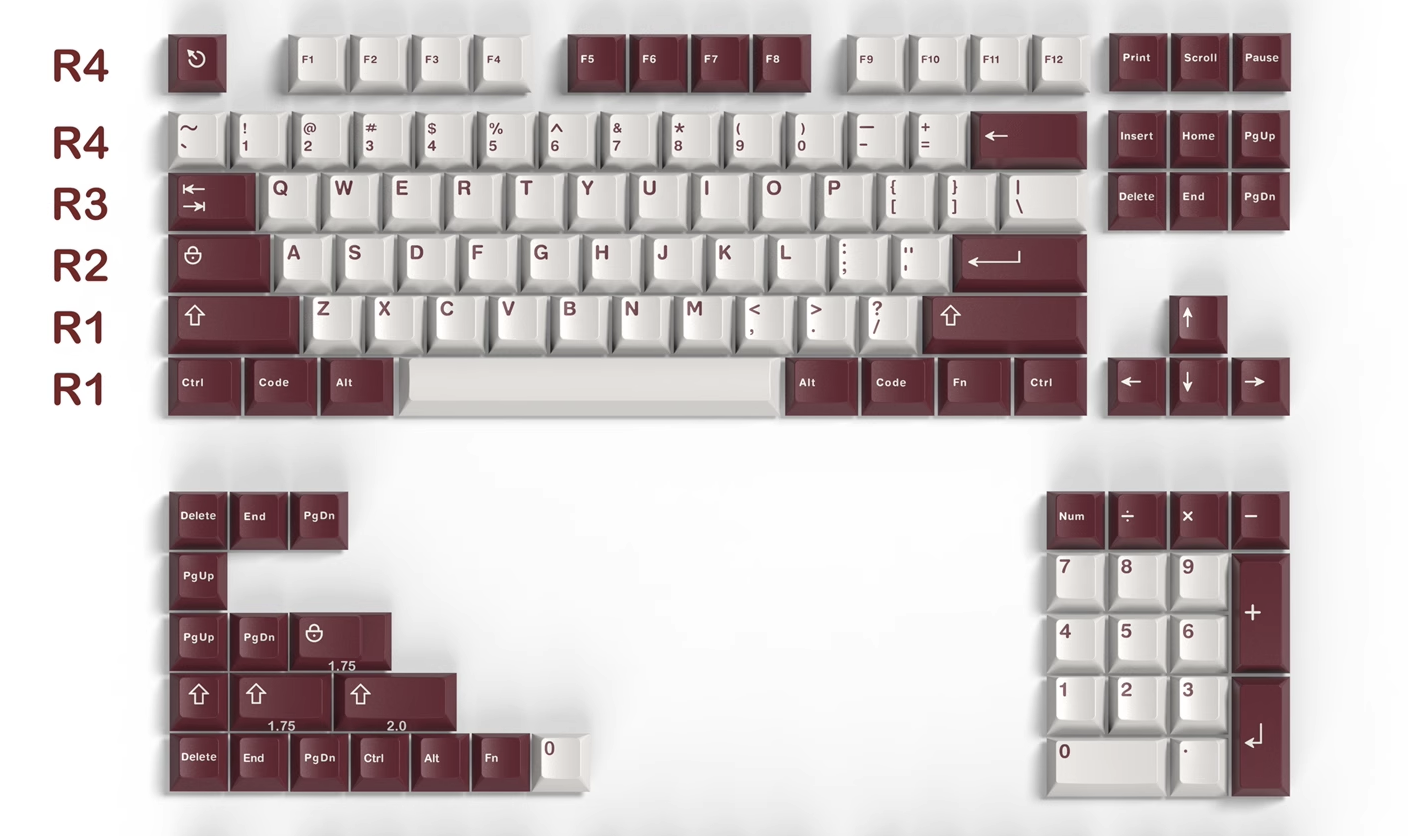 R4 F1 F2 F3 F4 F5 F6 F7 F8 F9 F10 F11 F12 Print Scroll Pause
~ ! @ # $ % ^ & * ( ) — +
R4 ` 1 2 3 4 5 6 7 8 9 0 - = ← Insert Home PgUp
R3 Q W E R T Y U I O P { } |
[ ] \ Delete End PgDn
R2 A S D F G H J K L : "
; '
R1 Z X C V B N M < > ?
, . / ↑
R1 Ctrl Code Alt Alt Code Fn Ctrl ← ↓ →
Delete End PgDn Num ÷ × −
PgUp 7 8 9
+
PgUp PgDn 4 5 6
1.75
1 2 3
1.75 2.0
Delete End PgDn Ctrl Alt Fn 0 0 .